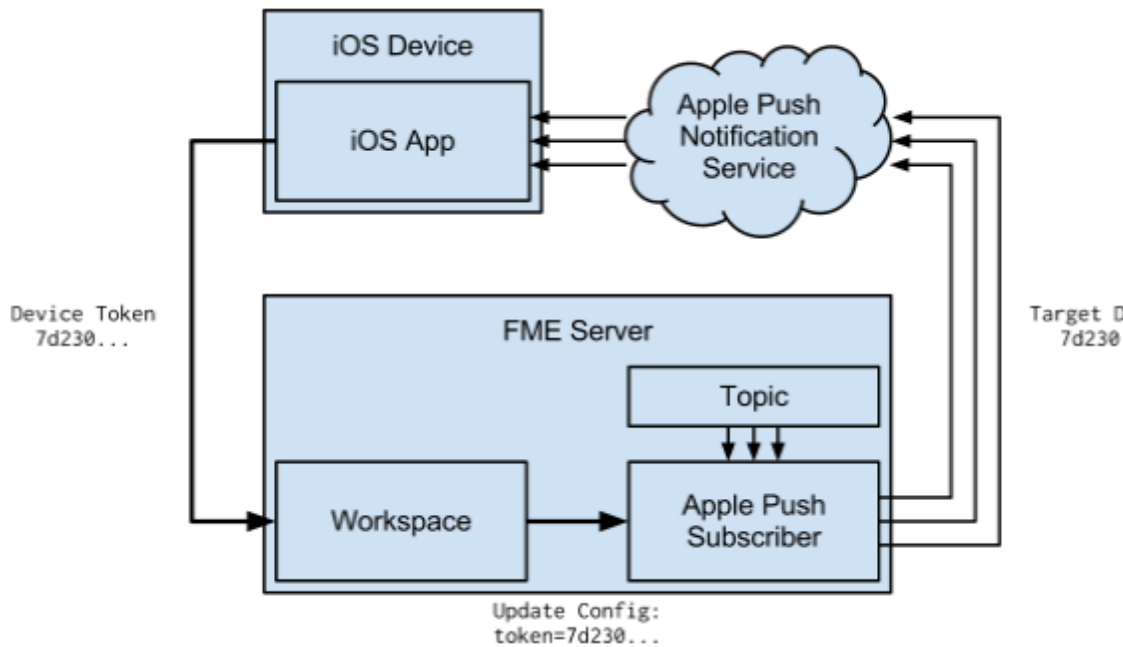 iOS Device
iOS App
Apple Push
Notification
Service
Device Token
7d230...
Target
7d230
FME Server
Topic
Workspace
Apple Push
Subscriber
Update Config:
token=7d230...